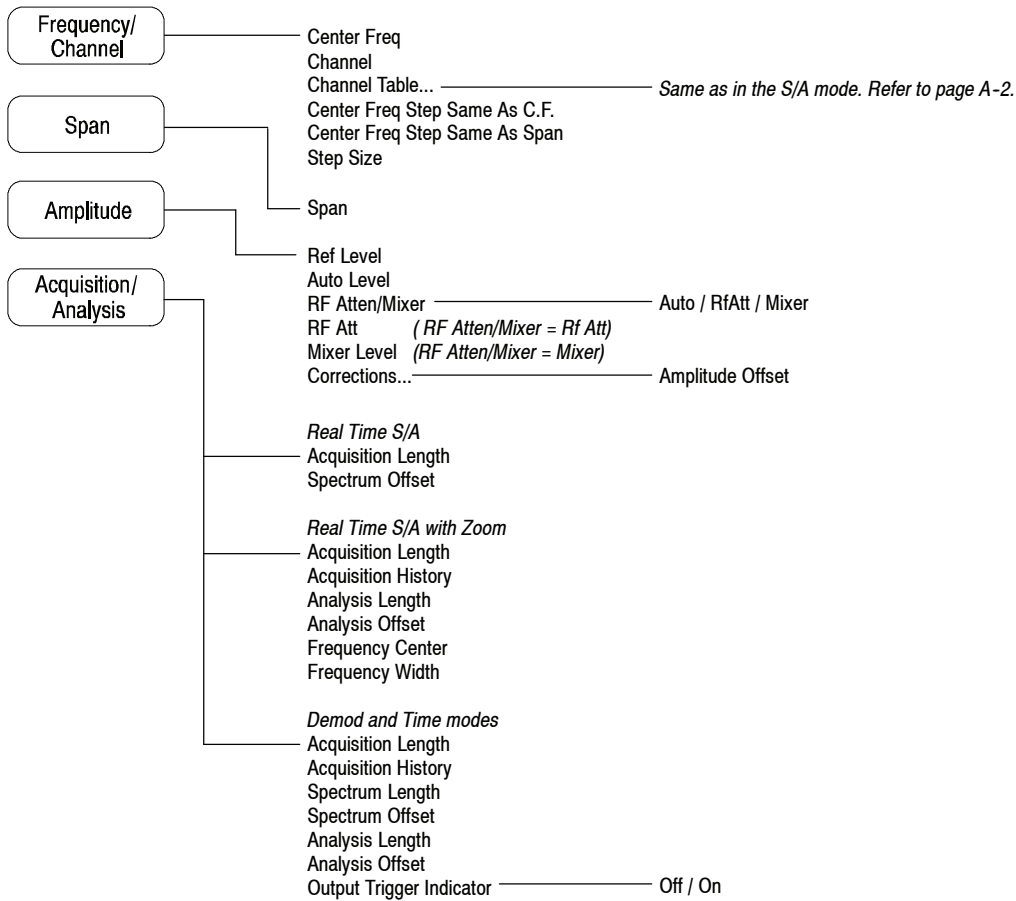 Frequency/
Channel
Center Freq
Channel
Channel Table... Same as in the S/A mode. Refer to page A-2.
Center Freq Step Same As C.F.
Center Freq Step Same As Span
Step Size
Span
Span
Amplitude
Ref Level
Auto Level
RF Atten/Mixer Auto / RfAtt / Mixer
RF Att ( RF Atten/Mixer = Rf Att)
Mixer Level (RF Atten/Mixer = Mixer)
Corrections... Amplitude Offset
Acquisition/
Analysis
Real Time S/A
Acquisition Length
Spectrum Offset
Real Time S/A with Zoom
Acquisition Length
Acquisition History
Analysis Length
Analysis Offset
Frequency Center
Frequency Width
Demod and Time modes
Acquisition Length
Acquisition History
Spectrum Length
Spectrum Offset
Analysis Length
Analysis Offset
Output Trigger Indicator Off / On